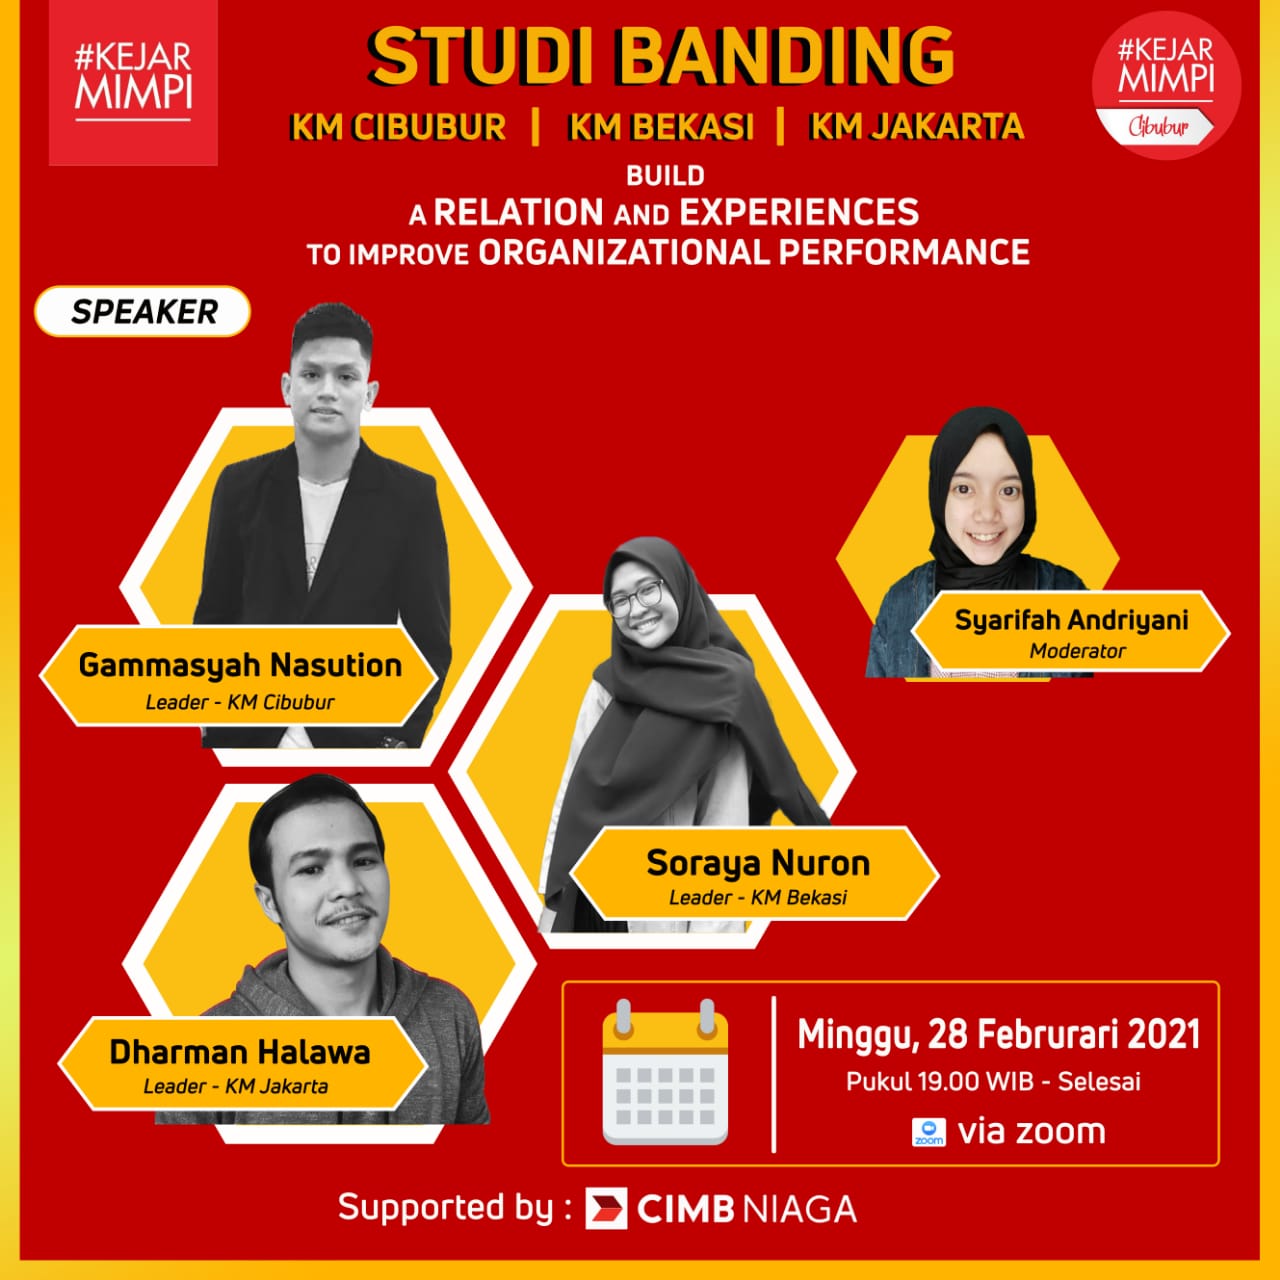 #KEJAR
MIMPI
STUDI BANDING
#KEJAR
MIMPI
Cibubur
KM CIBUBUR | KM BEKASI | KM JAKARTA
BUILD
A RELATION AND EXPERIENCES
TO IMPROVE ORGANIZATIONAL PERFORMANCE
SPEAKER
Gammasyah Nasution
Leader - KM Cibubur
Syarifah Andriyani
Moderator
Soraya Nuron
Leader - KM Bekasi
Dharman Halawa
Leader - KM Jakarta
Minggu, 28 Februrari 2021
Pukul 19.00 WIB - Selesai
zoom via zoom
Supported by : CIMB NIAGA